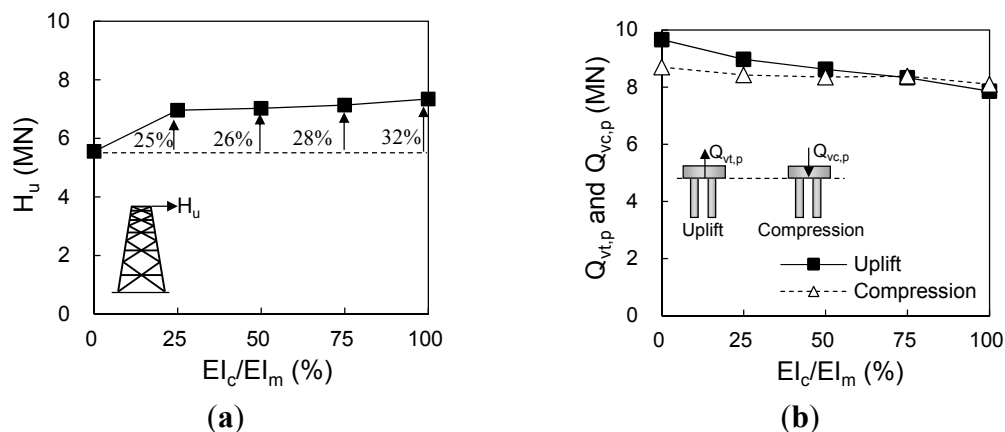 10
8
6
4
2
0
H_u (MN)
25%
26%
28%
32%
H_u
0
25
50
75
100
EI_c/EI_m (%)
(a)
10
8
6
4
2
0
Q_vt,p and Q_vc,p (MN)
Q_vt,p
Q_vc,p
Uplift
Compression
Uplift
Compression
0
25
50
75
100
EI_c/EI_m (%)
(b)